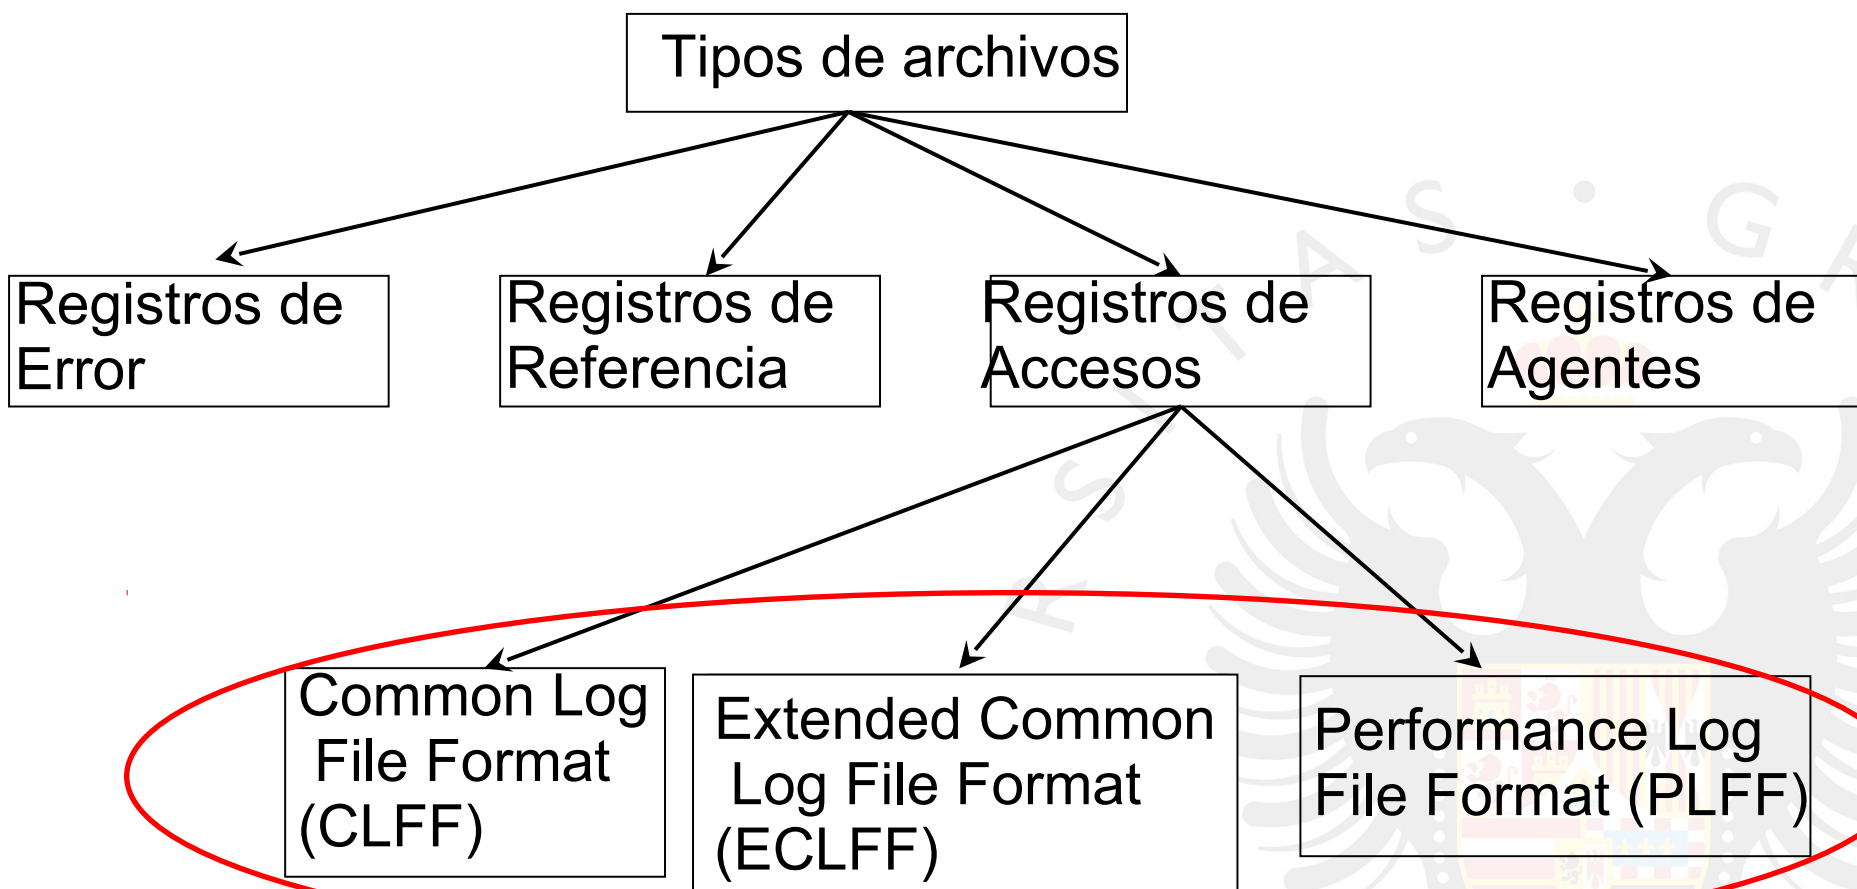 Tipos de archivos
Registros de
Error
Registros de
Referencia
Registros de
Accesos
Registros de
Agentes
Common Log
File Format
(CLFF)
Extended Common
Log File Format
(ECLFF)
Performance Log
File Format (PLFF)
R S I T A S • G R